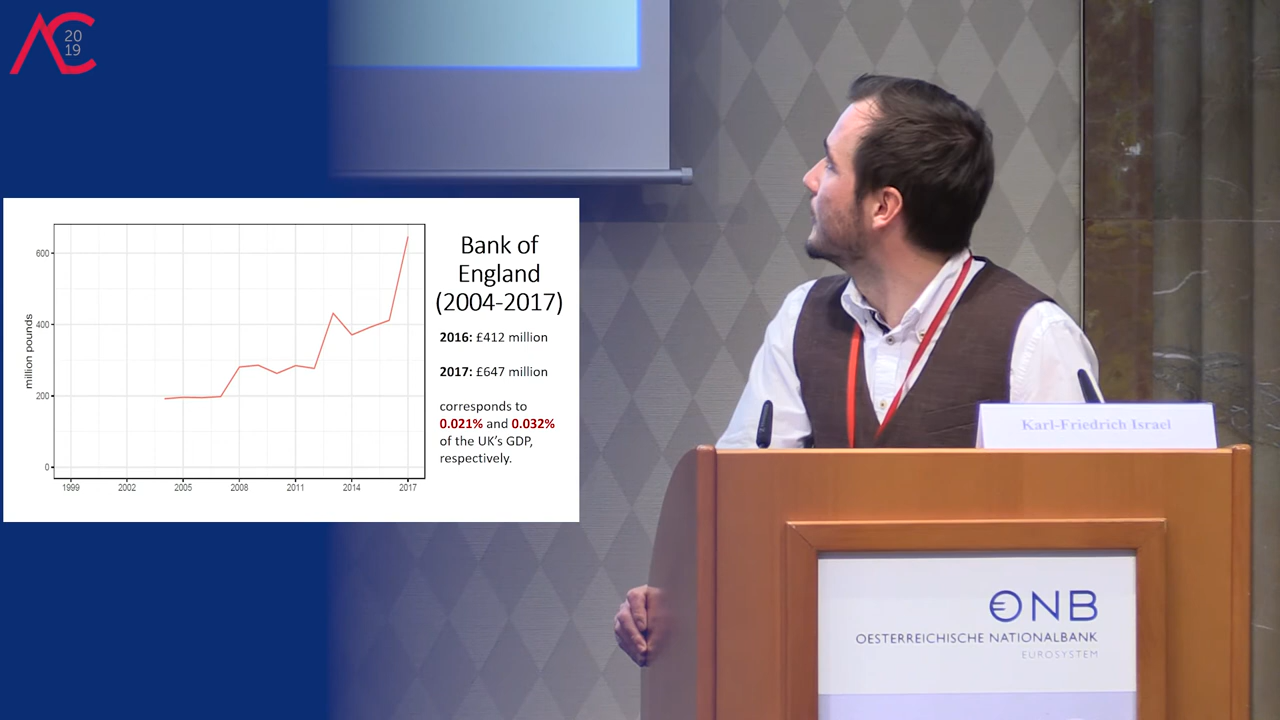 AC
20
19
million pounds
600
400
200
0
1999
2002
2005
2008
2011
2014
2017
Bank of
England
(2004-2017)
2016: £412 million
2017: £647 million
corresponds to
0.021% and 0.032%
of the UK's GDP,
respectively.
Karl-Friedrich Israel
ONB
OESTERREICHISCHE NATIONALBANK
EUROSYSTEM